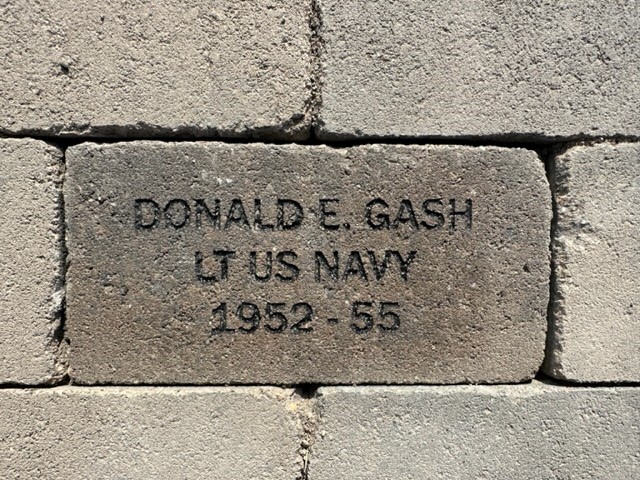 DONALD E. GASH
LT US NAVY
1952 - 55